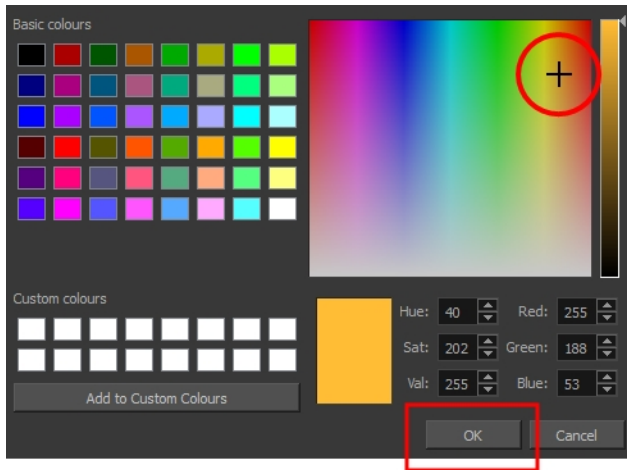 Basic colours
Custom colours
Add to Custom Colours
Hue: 40 Red: 255
Sat: 202 Green: 188
Val: 255 Blue: 53
OK Cancel